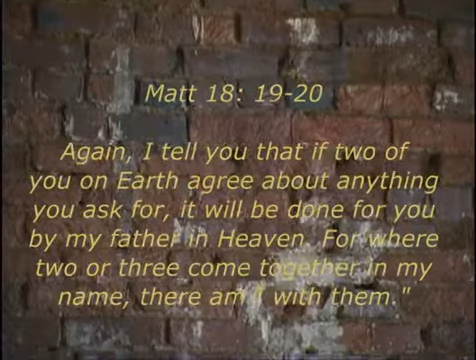 Matt 18: 19-20
Again, I tell you that if two of
you on Earth agree about anything
you ask for, it will be done for you
by my father in Heaven. For where
two or three come together in my
name, there am I with them."